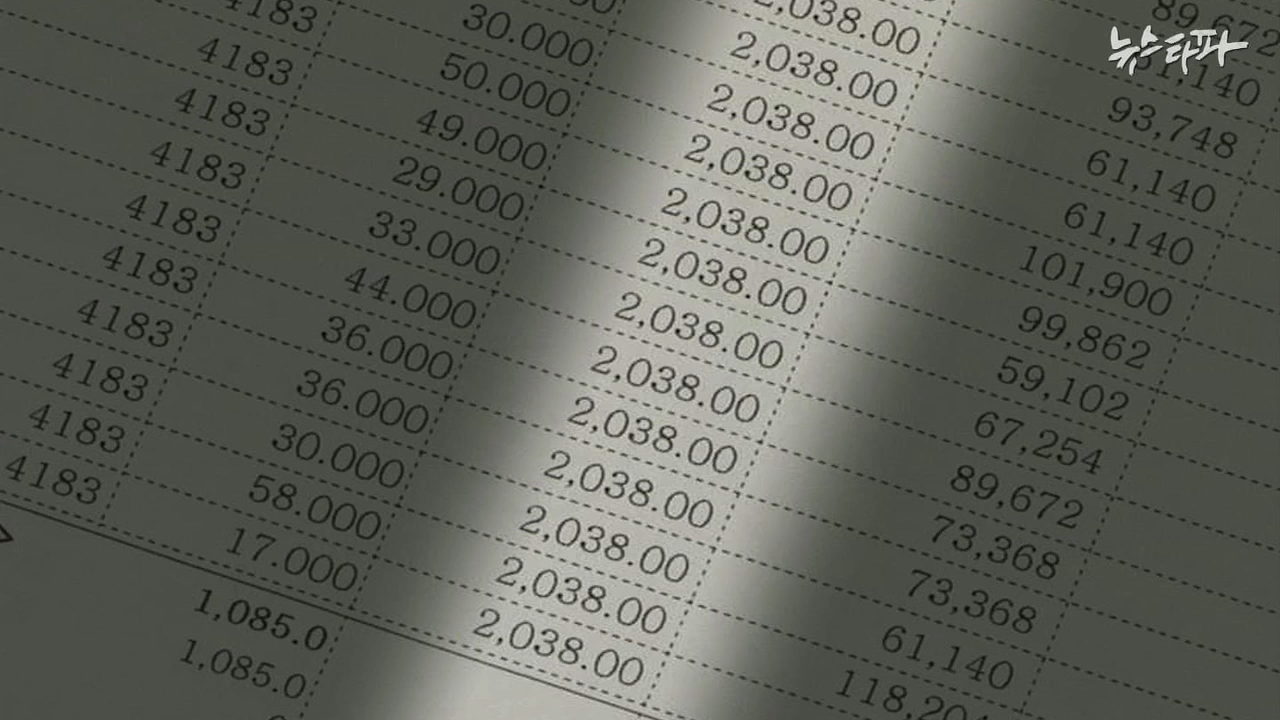 뉴스타파
89,672
1,140
2,038.00 93,748
2,038.00 61,140
30.000 2,038.00 61,140
4183 50.000 2,038.00 101,900
4183 49.000 2,038.00 99,862
4183 29.000 2,038.00 59,102
4183 33.000 2,038.00 67,254
4183 44.000 2,038.00 89,672
4183 36.000 2,038.00 73,368
4183 36.000 2,038.00 73,368
4183 30.000 2,038.00 61,140
4183 58.000 2,038.00 118,204
4183 17.000 2,038.00
1,085.0
1,085.0